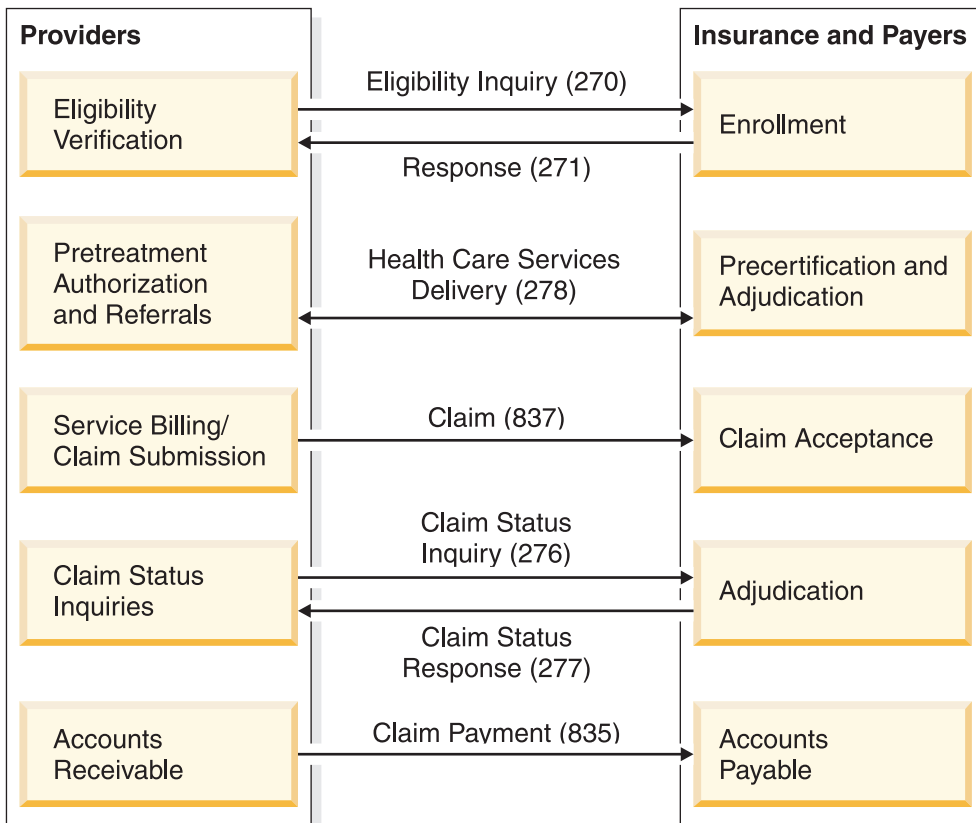 Providers
Insurance and Payers
Eligibility
Verification
Eligibility Inquiry (270)
Response (271)
Enrollment
Pretreatment
Authorization
and Referrals
Health Care Services
Delivery (278)
Precertification and
Adjudication
Service Billing/
Claim Submission
Claim (837)
Claim Acceptance
Claim Status
Inquiries
Claim Status
Inquiry (276)
Claim Status
Response (277)
Adjudication
Accounts
Receivable
Claim Payment (835)
Accounts
Payable